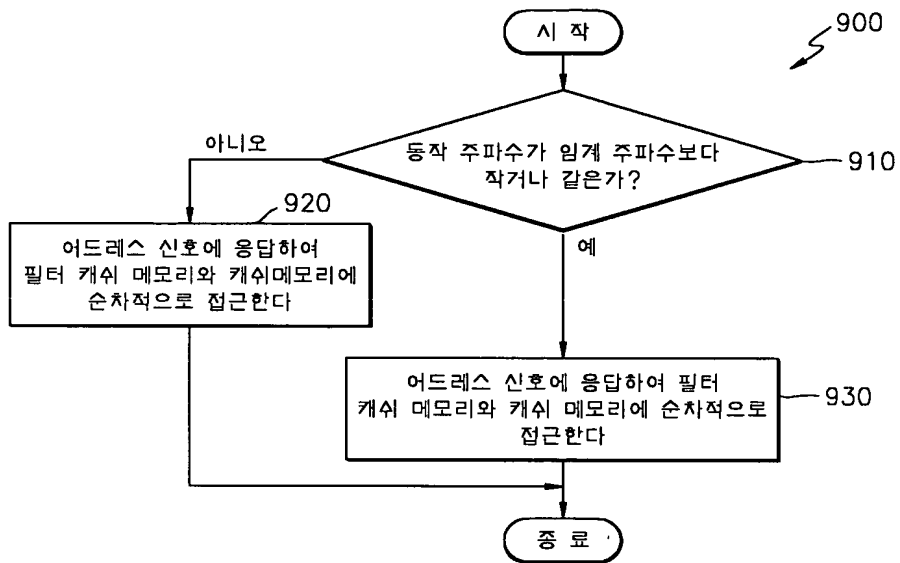 시 작
900
동작 주파수가 임계 주파수보다
작거나 같은가?
910
아니오
예
920
어드레스 신호에 응답하여
필터 캐쉬 메모리와 캐쉬메모리에
순차적으로 접근한다
어드레스 신호에 응답하여 필터
캐쉬 메모리와 캐쉬 메모리에 순차적으로
접근한다
930
종 료